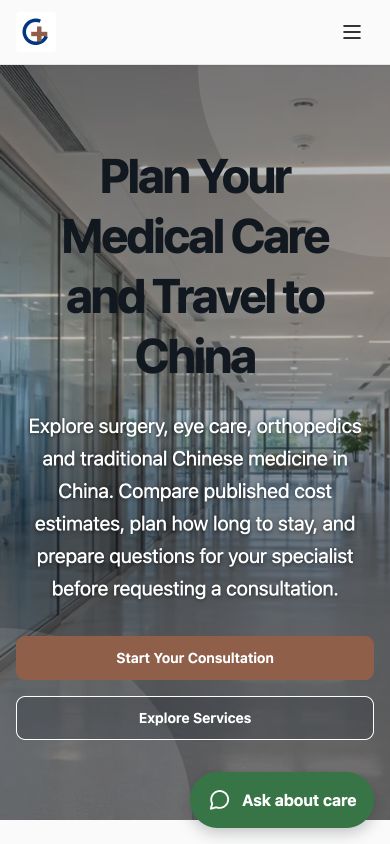 Plan Your
Medical Care
and Travel to
China
Explore surgery, eye care, orthopedics
and traditional Chinese medicine in
China. Compare published cost
estimates, plan how long to stay, and
prepare questions for your specialist
before requesting a consultation.
Start Your Consultation
Explore Services
Ask about care